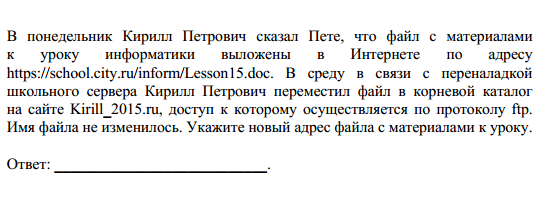 В понедельник Кирилл Петрович сказал Пете, что файл с материалами
к уроку информатики выложены в Интернете по адресу
https://school.city.ru/inform/Lesson15.doc. В среду в связи с переналадкой
школьного сервера Кирилл Петрович переместил файл в корневой каталог
на сайте Kirill_2015.ru, доступ к которому осуществляется по протоколу ftp.
Имя файла не изменилось. Укажите новый адрес файла с материалами к уроку.
Ответ: ___________________________.